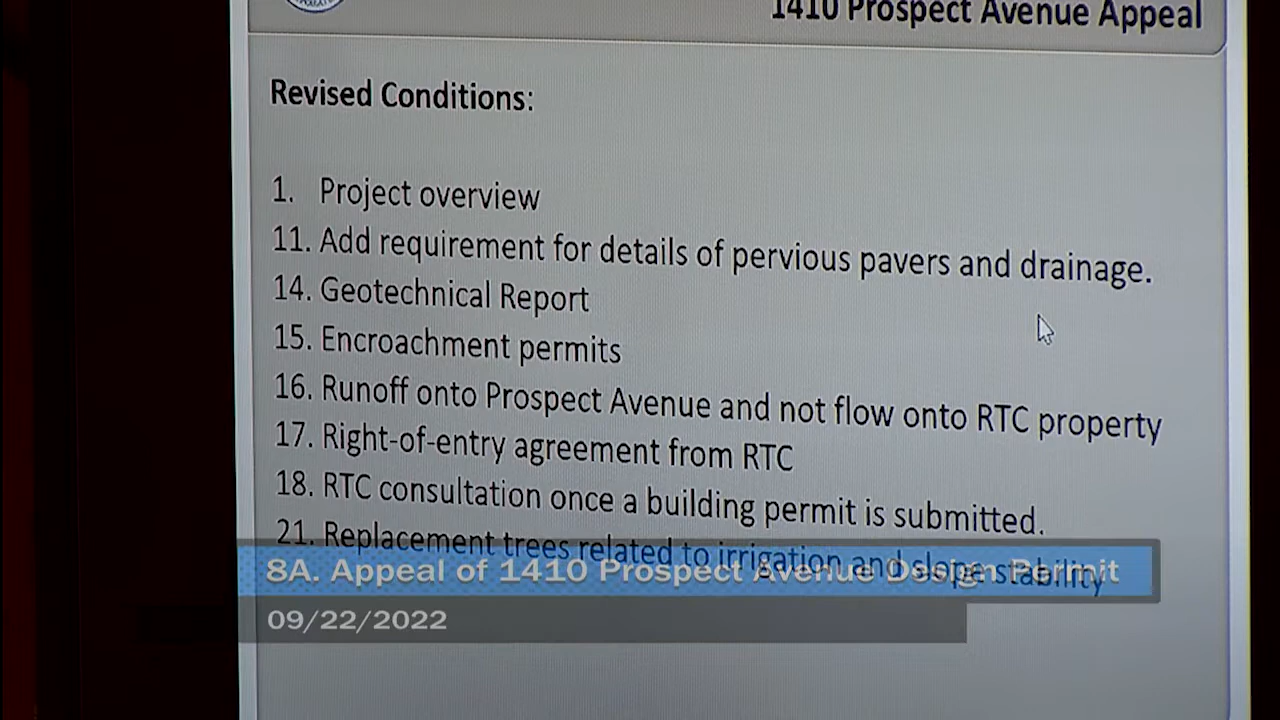 1410 Prospect Avenue Appeal
Revised Conditions:
1. Project overview
11. Add requirement for details of pervious pavers and drainage.
14. Geotechnical Report
15. Encroachment permits
16. Runoff onto Prospect Avenue and not flow onto RTC property
17. Right-of-entry agreement from RTC
18. RTC consultation once a building permit is submitted.
21. Replacement trees related to irrigation and slope stability
8A. Appeal of 1410 Prospect Avenue Design Permit
09/22/2022